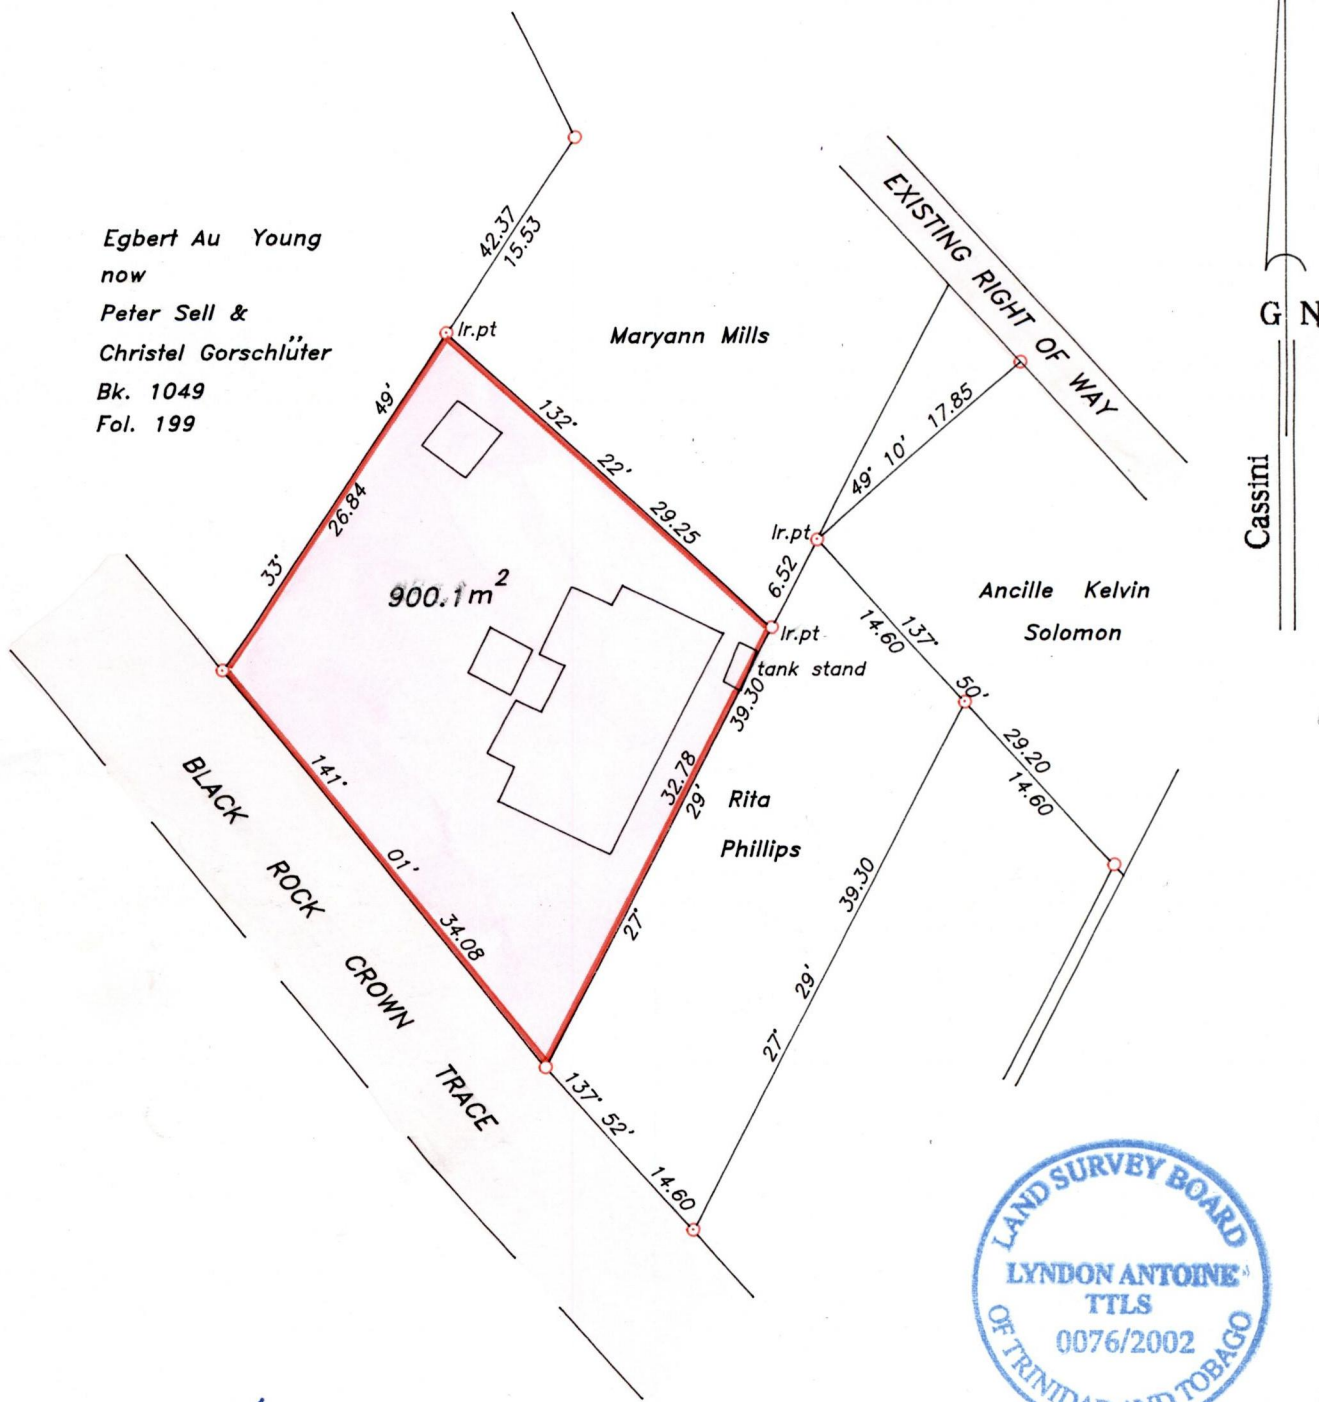 Egbert Au Young
now
Peter Sell &
Christel Gorschlüter
Bk. 1049
Fol. 199
42.37
15.53
Ir.pt
Maryann Mills
EXISTING RIGHT OF WAY
G N
Cassini
49'
26.84
33°
132°
22'
29.25
49° 10' 17.85
Ir.pt
6.52
Ir.pt
tank stand
900.1m²
Ancille Kelvin
Solomon
137°
14.60
50'
29.20
14.60
39.30
32.78
29'
27°
Rita
Phillips
39.30
29'
27°
141°
01'
34.08
BLACK ROCK CROWN TRACE
137° 52'
14.60
LAND SURVEY BOARD
LYNDON ANTOINE
TTLS
0076/2002
OF TRINIDAD AND TOBAGO